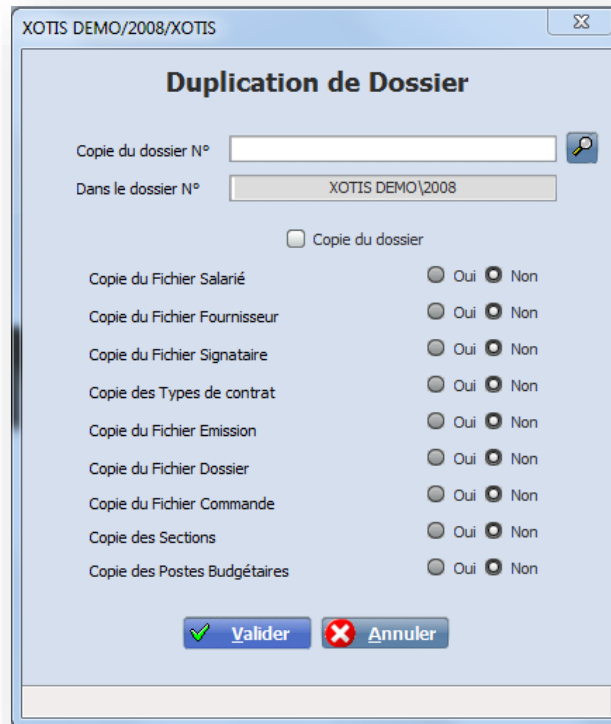 XOTIS DEMO/2008/XOTIS
Duplication de Dossier
Copie du dossier N°
Dans le dossier N° XOTIS DEMO\2008
Copie du dossier
Copie du Fichier Salarié Oui Non
Copie du Fichier Fournisseur Oui Non
Copie du Fichier Signataire Oui Non
Copie des Types de contrat Oui Non
Copie du Fichier Emission Oui Non
Copie du Fichier Dossier Oui Non
Copie du Fichier Commande Oui Non
Copie des Sections Oui Non
Copie des Postes Budgétaires Oui Non
Valider Annuler